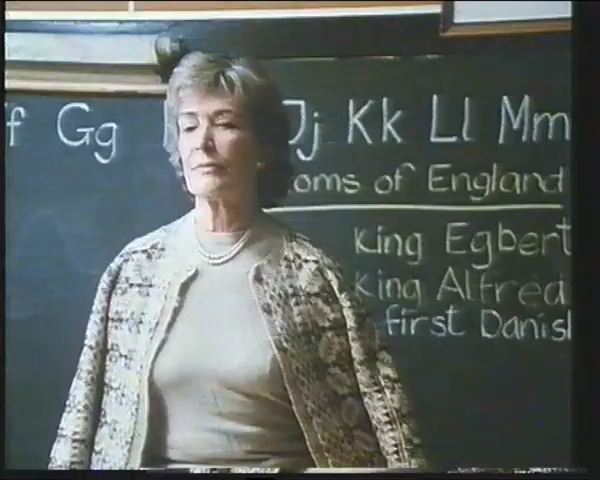 f Gg Jj Kk Ll Mm
oms of England
King Egbert
King Alfred
first Danish